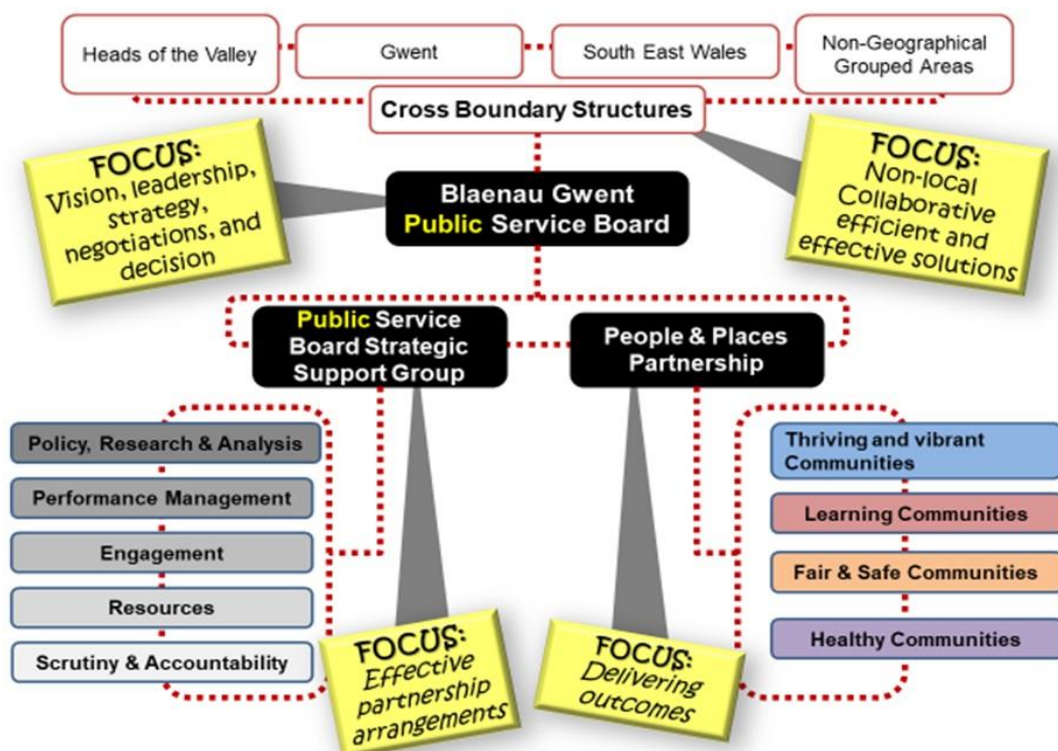 Heads of the Valley
Gwent
South East Wales
Non-Geographical
Grouped Areas
Cross Boundary Structures
FOCUS:
Vision, leadership,
strategy,
negotiations, and
decision
Blaenau Gwent
Public Service Board
FOCUS:
Non-local
Collaborative
efficient and
effective solutions
Public Service
Board Strategic
Support Group
People & Places
Partnership
Policy, Research & Analysis
Performance Management
Engagement
Resources
Scrutiny & Accountability
Thriving and vibrant
Communities
Learning Communities
Fair & Safe Communities
Healthy Communities
FOCUS:
Effective
partnership
arrangements
FOCUS:
Delivering
outcomes